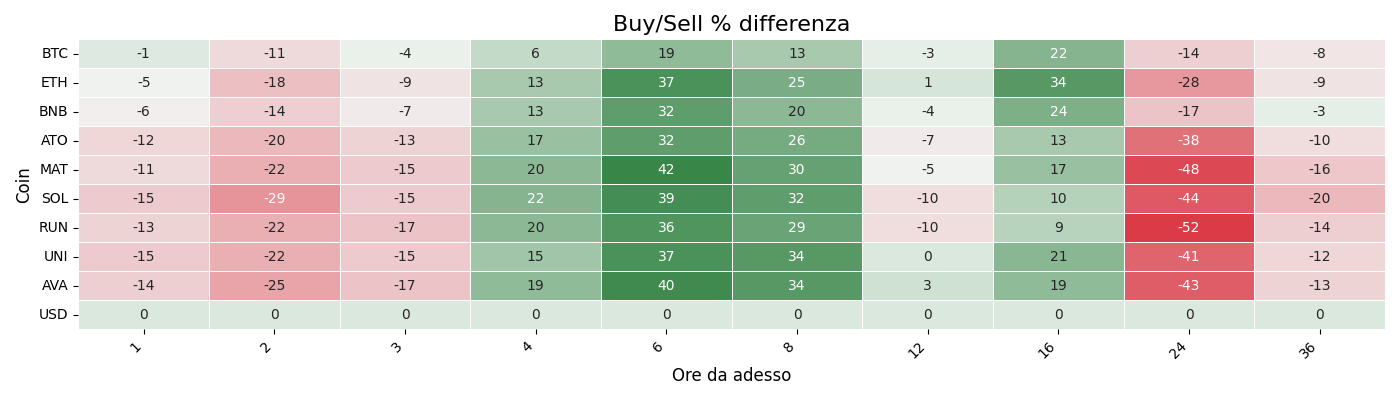 Buy/Sell % differenza
Coin
BTC -1 -11 -4 6 19 13 -3 22 -14 -8
ETH -5 -18 -9 13 37 25 1 34 -28 -9
BNB -6 -14 -7 13 32 20 -4 24 -17 -3
ATO -12 -20 -13 17 32 26 -7 13 -38 -10
MAT -11 -22 -15 20 42 30 -5 17 -48 -16
SOL -15 -29 -15 22 39 32 -10 10 -44 -20
RUN -13 -22 -17 20 36 29 -10 9 -52 -14
UNI -15 -22 -15 15 37 34 0 21 -41 -12
AVA -14 -25 -17 19 40 34 3 19 -43 -13
USD 0 0 0 0 0 0 0 0 0 0
1 2 3 4 6 8 12 16 24 36
Ore da adesso